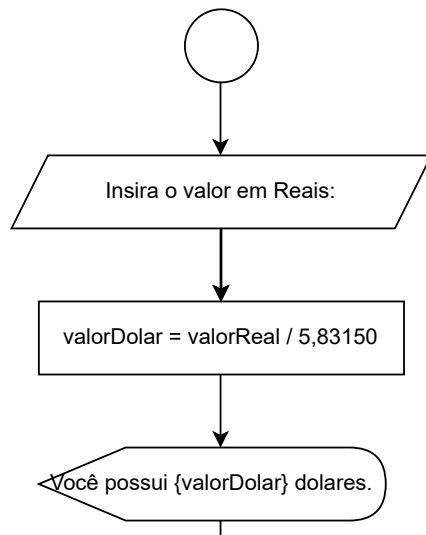 Insira o valor em Reais:
valorDolar = valorReal / 5,83150
Você possui {valorDolar} dolares.